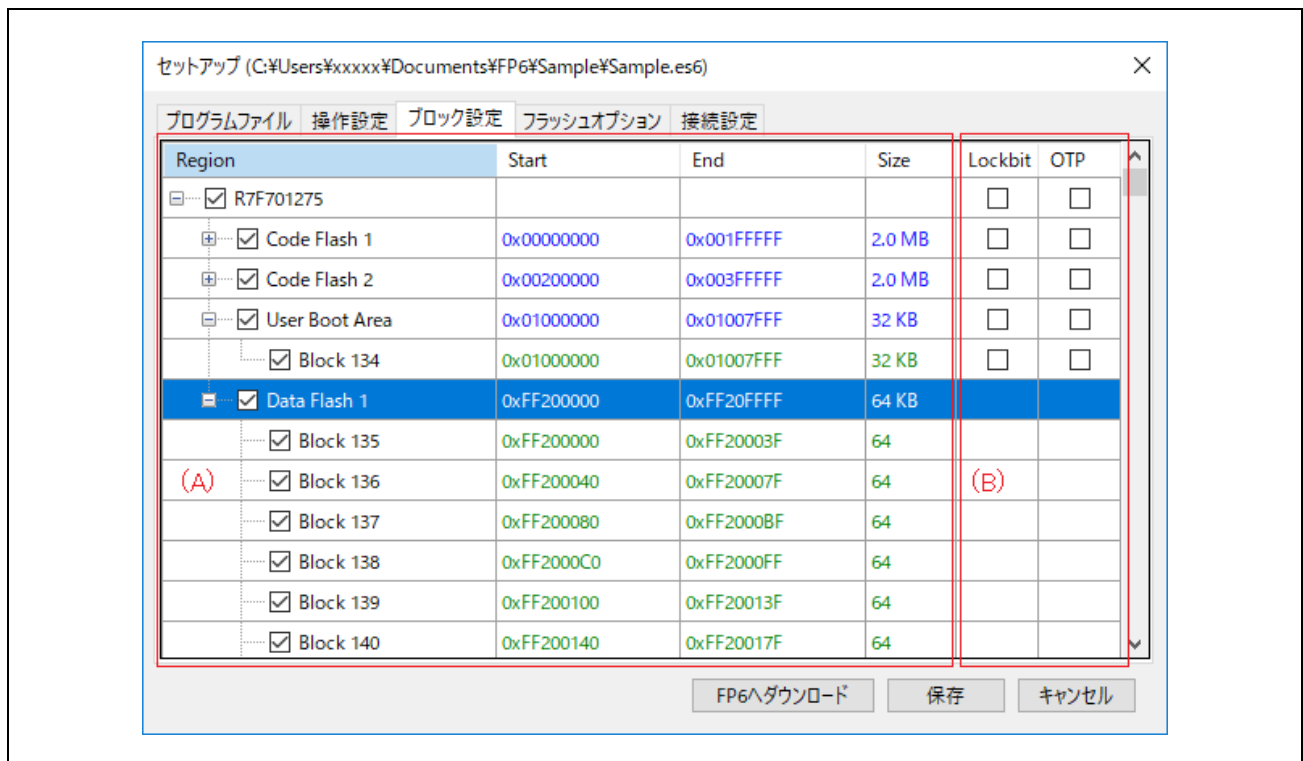 セットアップ (C:¥Users¥xxxxx¥Documents¥FP6¥Sample¥Sample.es6)
プログラムファイル 操作設定 ブロック設定 フラッシュオプション 接続設定
Region Start End Size Lockbit OTP
R7F701275
Code Flash 1 0x00000000 0x001FFFFF 2.0 MB
Code Flash 2 0x00200000 0x003FFFFF 2.0 MB
User Boot Area 0x01000000 0x01007FFF 32 KB
Block 134 0x01000000 0x01007FFF 32 KB
Data Flash 1 0xFF200000 0xFF20FFFF 64 KB
Block 135 0xFF200000 0xFF20003F 64
(A) Block 136 0xFF200040 0xFF20007F 64 (B)
Block 137 0xFF200080 0xFF2000BF 64
Block 138 0xFF2000C0 0xFF2000FF 64
Block 139 0xFF200100 0xFF20013F 64
Block 140 0xFF200140 0xFF20017F 64
FP6へダウンロード 保存 キャンセル